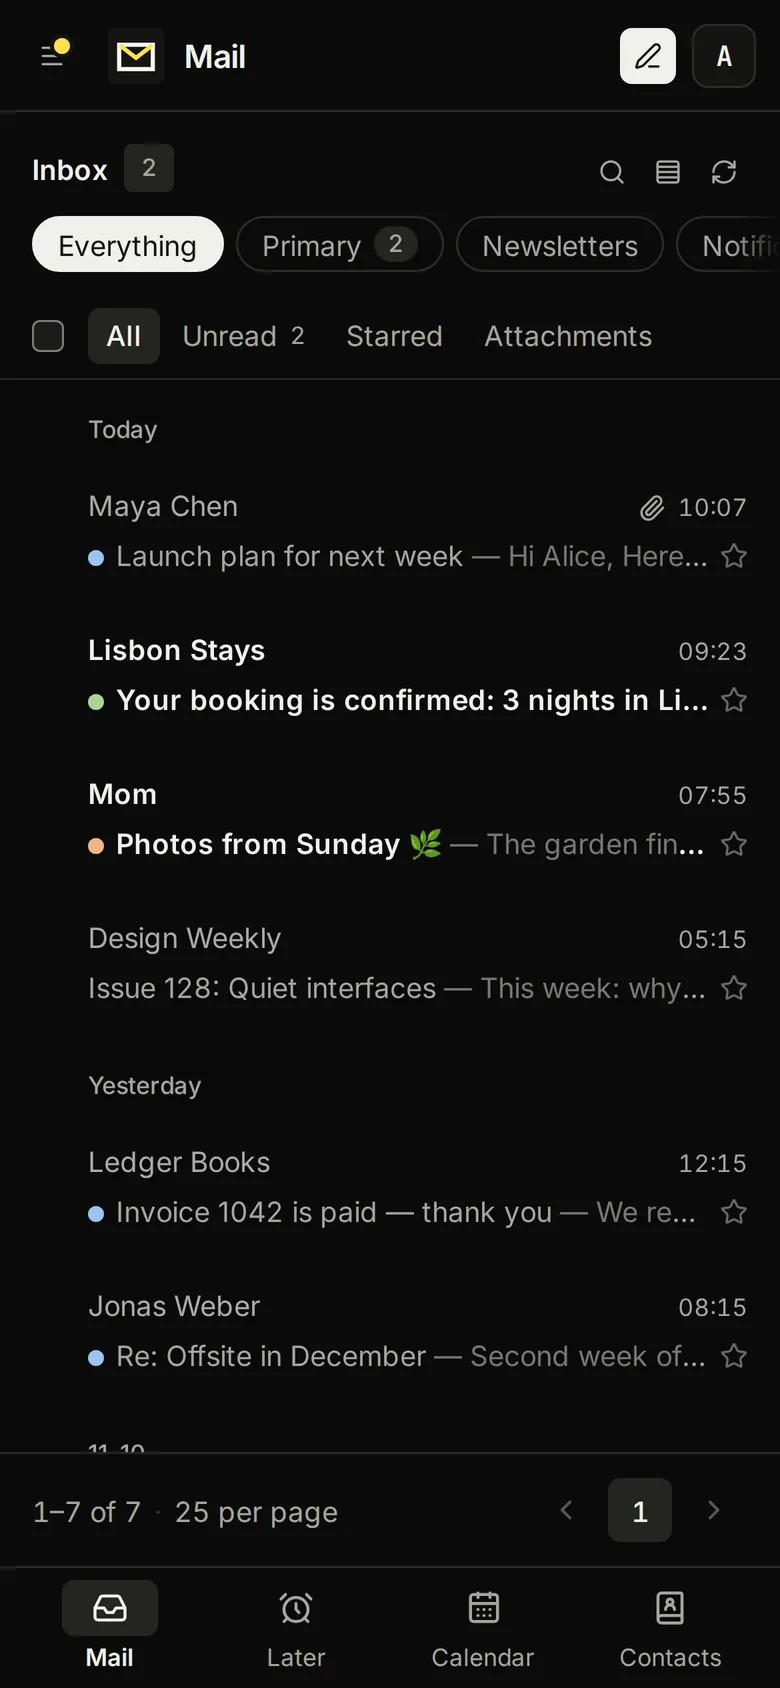 Mail
A
Inbox 2
Everything Primary 2 Newsletters Notifi
All Unread 2 Starred Attachments
Today
Maya Chen 10:07
Launch plan for next week — Hi Alice, Here...
Lisbon Stays 09:23
Your booking is confirmed: 3 nights in Li...
Mom 07:55
Photos from Sunday 🌿 — The garden fin...
Design Weekly 05:15
Issue 128: Quiet interfaces — This week: why...
Yesterday
Ledger Books 12:15
Invoice 1042 is paid — thank you — We re...
Jonas Weber 08:15
Re: Offsite in December — Second week of...
1–7 of 7 · 25 per page 1
Mail Later Calendar Contacts